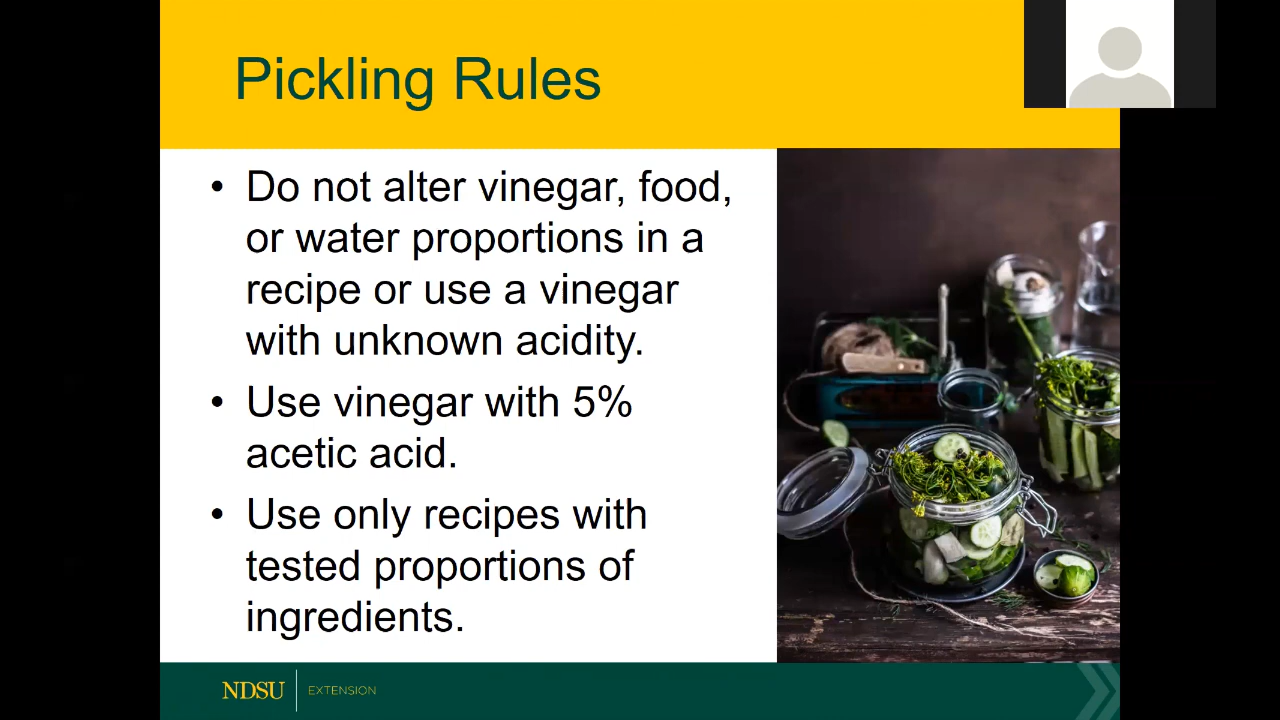 Pickling Rules
• Do not alter vinegar, food,
or water proportions in a
recipe or use a vinegar
with unknown acidity.
• Use vinegar with 5%
acetic acid.
• Use only recipes with
tested proportions of
ingredients.
NDSU EXTENSION